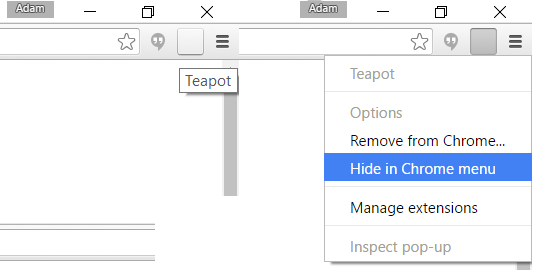 Adam
Teapot
Adam
Teapot
Options
Remove from Chrome...
Hide in Chrome menu
Manage extensions
Inspect pop-up